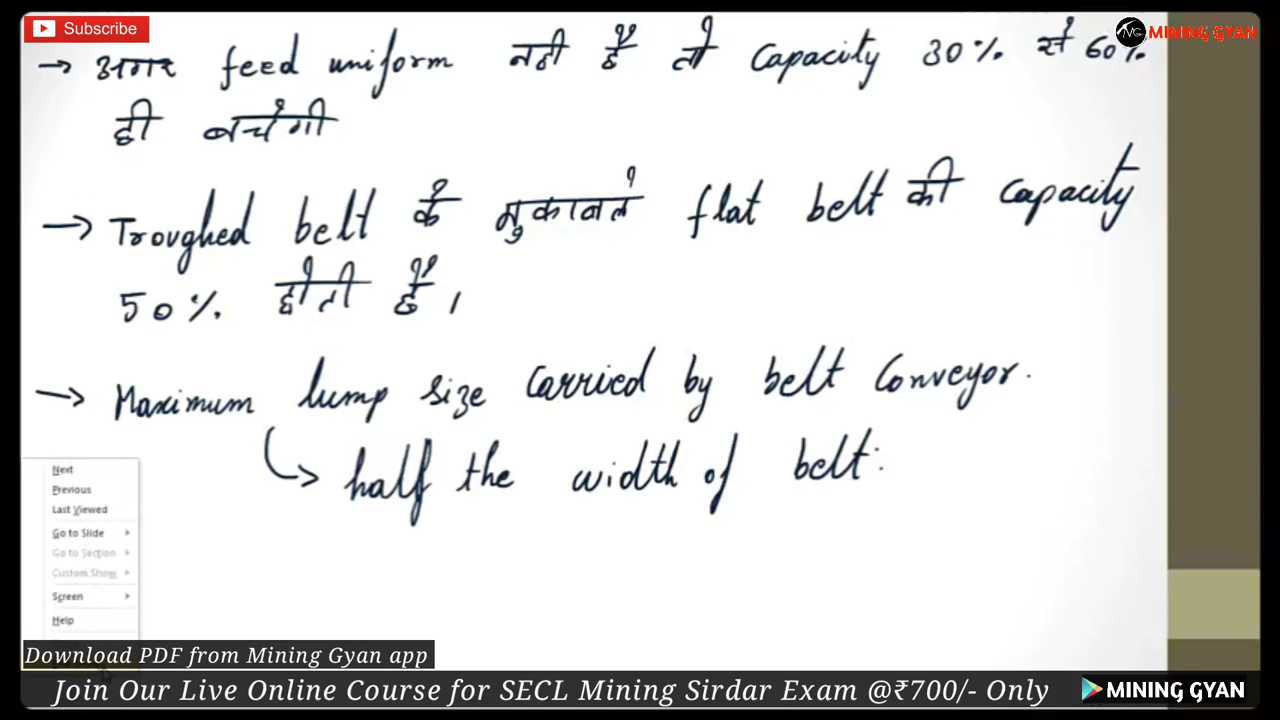 Subscribe
MINING GYAN
→ अगर feed uniform नही है तो Capacity 30% से 60%
ही बचेगी
→ Troughed belt के मुकाबले flat belt की capacity
50% होती है।
→ Maximum lump size carried by belt conveyor.
↳ half the width of belt.
Next
Previous
Last Viewed
Go to Slide
Go to Section
Custom Show
Screen
Help
Download PDF from Mining Gyan app
Join Our Live Online Course for SECL Mining Sirdar Exam @₹700/- Only
MINING GYAN